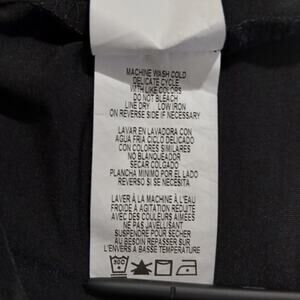 MACHINE WASH COLD
DELICATE CYCLE
WITH LIKE COLORS
DO NOT BLEACH
LINE DRY LOW IRON
ON REVERSE SIDE IF NECESSARY
LAVAR EN LAVADORA CON
AGUA FRIA CICLO DELICADO
CON COLORES SIMILARES
NO BLANQUEADOR
SECAR COLGADO
PLANCHA MINIMO POR EL LADO
REVERSO SI SE NECESITA
LAVER À LA MACHINE À L'EAU
FROIDE À AGITATION RÉDUITE
AVEC DES COULEURS AIMÉES
NE PAS JAVELLISANT
SUSPENDRE POUR SECHER
AU BESOIN REPASSER SUR
L'ENVERS A BASSE TEMPERATURE